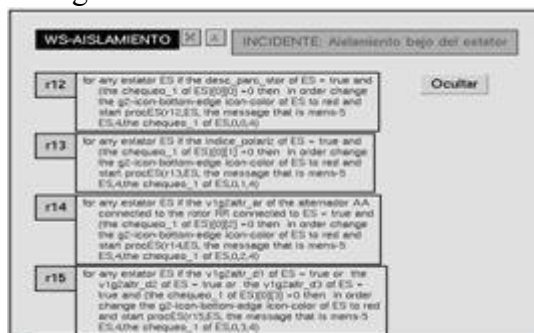 WS-AISLAMIENTO
INCIDENTE: Aislamiento bajo del estator
Ocultar
r12
for any estator ES if the desc_parc_stor of ES = true and
(the chequeo_1 of ES)[0][0] =0 then in order change
the g2-icon-bottom-edge icon-color of ES to red and
start procES(r12,ES, the message that is mens-5
ES,4,the chequeo_1 of ES,0,0,4)
r13
for any estator ES if the indice_polariz of ES = true and
(the chequeo_1 of ES)[0][1] =0 then in order change
the g2-icon-bottom-edge icon-color of ES to red and
start procES(r13,ES, the message that is mens-5
ES,4,the chequeo_1 of ES,0,1,4)
r14
for any estator ES if the v1g2altr_ar of the alternador AA
connected to the rotor RR connected to ES = true and
(the chequeo_1 of ES)[0][2] =0 then in order change
the g2-icon-bottom-edge icon-color of ES to red and
start procES(r14,ES, the message that is mens-5
ES,4,the chequeo_1 of ES,0,2,4)
r15
for any estator ES if the v1g2altr_d1 of ES = true or the
v1g2altr_d2 of ES = true or the v1g2altr_d3 of ES =
true and (the chequeo_1 of ES)[0][3] =0 then in order
change the g2-icon-bottom-edge icon-color of ES to red
and start procES(r15,ES, the message that is mens-5
ES,4,the chequeo_1 of ES,0,3,4)